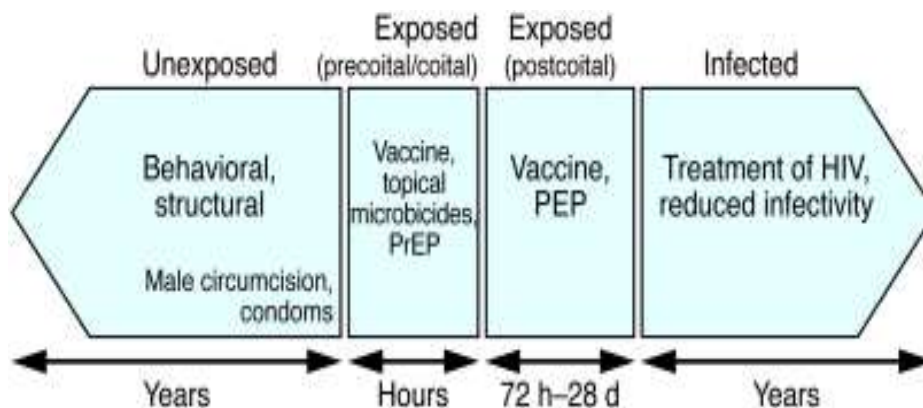 Unexposed
Exposed
(precoital/coital)
Exposed
(postcoital)
Infected
Behavioral,
structural
Male circumcision,
condoms
Vaccine,
topical
microbicides,
PrEP
Vaccine,
PEP
Treatment of HIV,
reduced infectivity
Years
Hours
72 h–28 d
Years